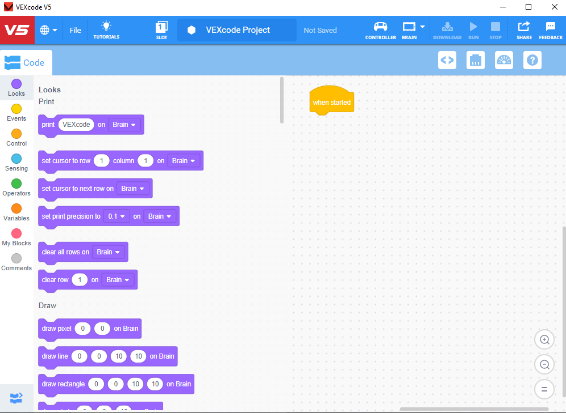 VEXcode V5
V5
File
TUTORIALS
1
SLOT
VEXcode Project
Not Saved
CONTROLLER
BRAIN
DOWNLOAD
RUN
STOP
SHARE
FEEDBACK
Code
Looks
Events
Control
Sensing
Operators
Variables
My Blocks
Comments
Looks
Print
print VEXcode on Brain
set cursor to row 1 column 1 on Brain
set cursor to next row on Brain
set print precision to 0.1 on Brain
clear all rows on Brain
clear row 1 on Brain
Draw
draw pixel 0 0 on Brain
draw line 0 0 10 10 on Brain
draw rectangle 0 0 10 10 on Brain
when started